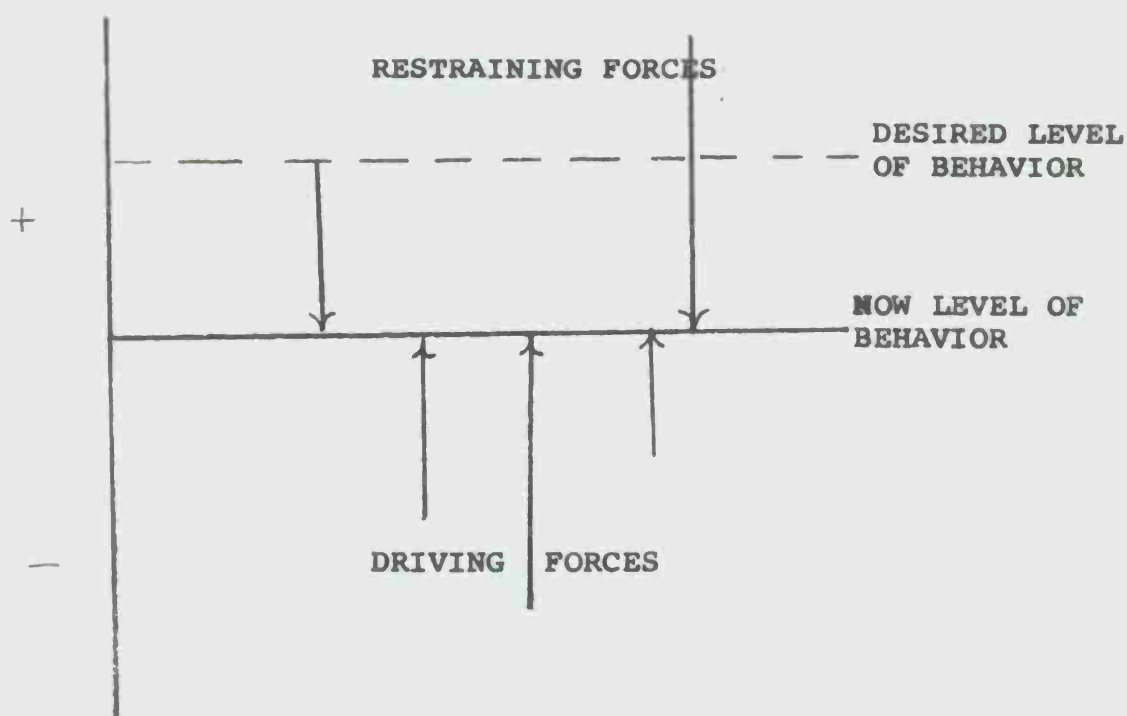 RESTRAINING FORCES
DESIRED LEVEL
OF BEHAVIOR
+
NOW LEVEL OF
BEHAVIOR
DRIVING FORCES
—